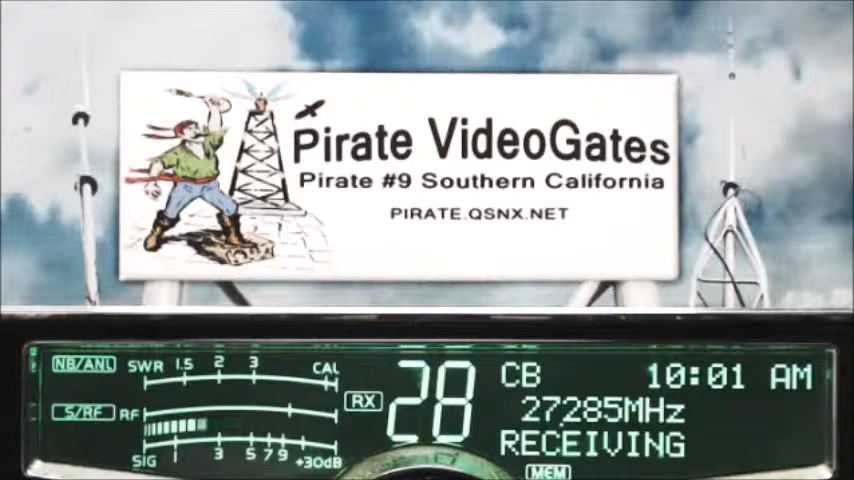 Pirate VideoGates
Pirate #9 Southern California
PIRATE.QSNX.NET
NB/ANL SWR 1.5 2 3 CAL
S/RF RF
SIG 3 5 7 9 +30dB
RX 28 CB 10:01 AM
27.285MHz
RECEIVING
MEM